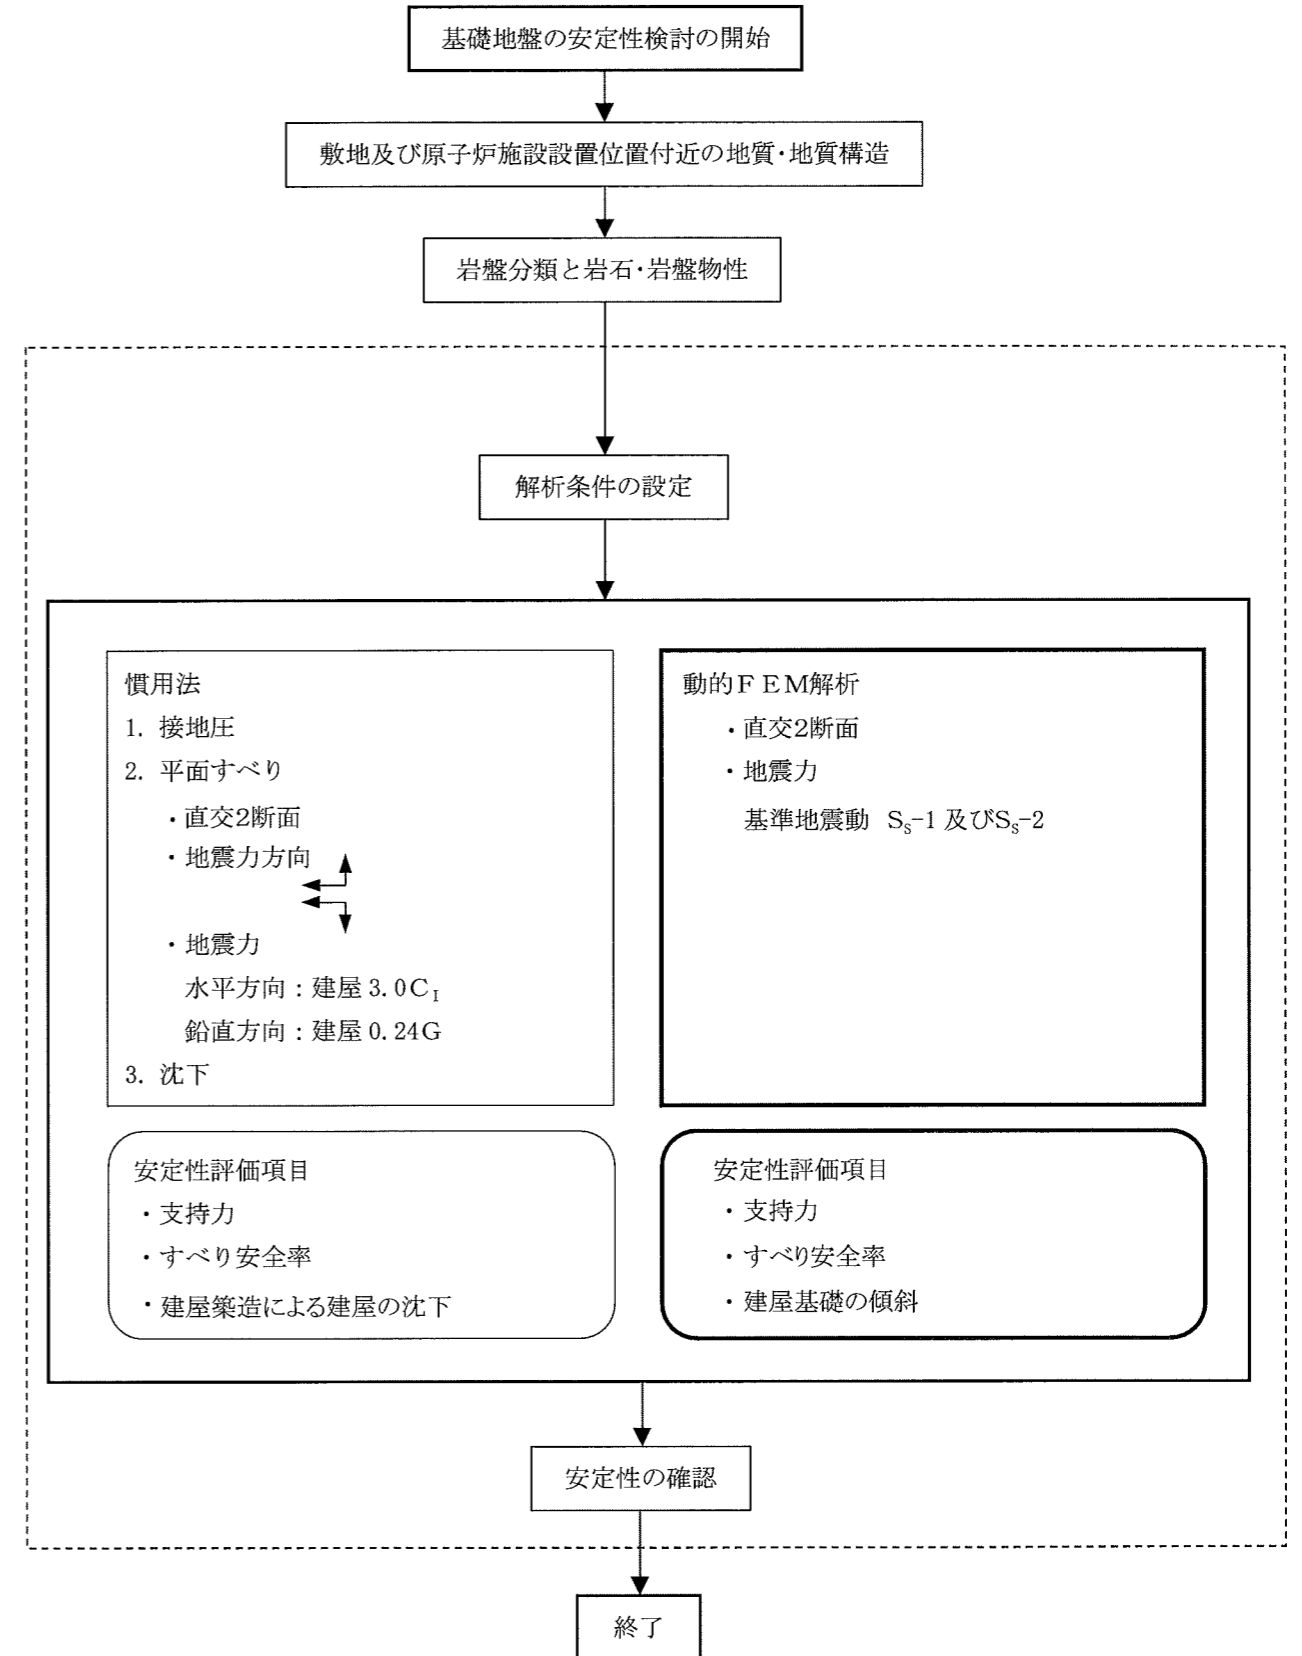 基礎地盤の安定性検討の開始
敷地及び原子炉施設設置位置付近の地質・地質構造
岩盤分類と岩石・岩盤物性
解析条件の設定
慣用法
1. 接地圧
2. 平面すべり
・直交2断面
・地震力方向
・地震力
水平方向：建屋 3.0CI
鉛直方向：建屋 0.24G
3. 沈下
動的ＦＥＭ解析
・直交2断面
・地震力
基準地震動 SS-1 及びSS-2
安定性評価項目
・支持力
・すべり安全率
・建屋築造による建屋の沈下
安定性評価項目
・支持力
・すべり安全率
・建屋基礎の傾斜
安定性の確認
終了